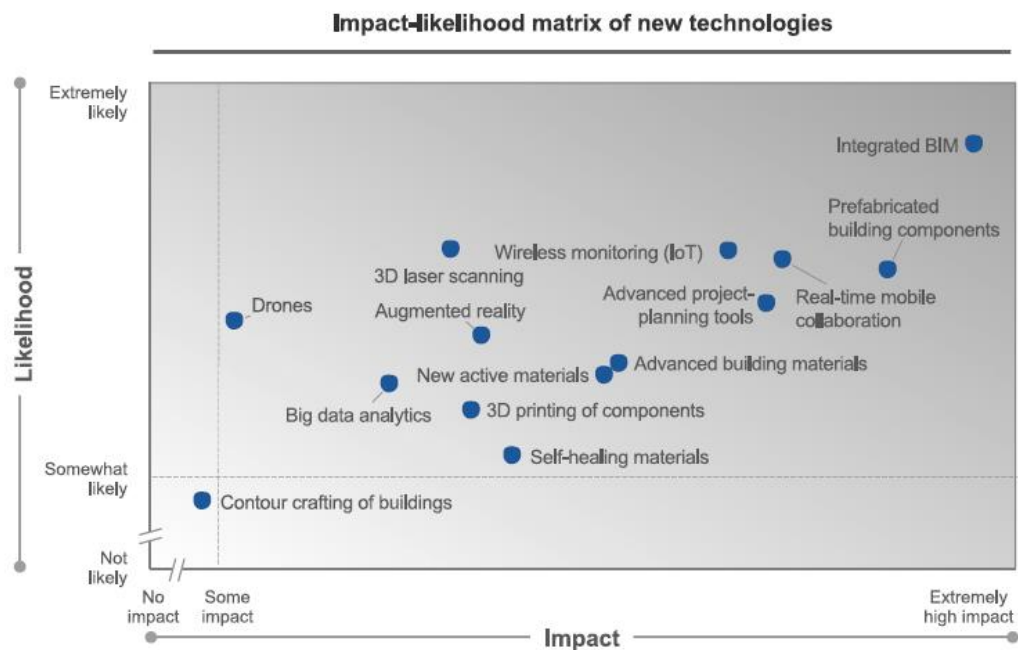 Impact-likelihood matrix of new technologies
Likelihood
Extremely
likely
Integrated BIM
Prefabricated
building components
Wireless monitoring (IoT)
3D laser scanning
Advanced project-
planning tools
Real-time mobile
collaboration
Drones
Augmented reality
Advanced building materials
New active materials
Big data analytics
3D printing of components
Self-healing materials
Somewhat
likely
Contour crafting of buildings
Not
likely
No
impact
Some
impact
Extremely
high impact
Impact